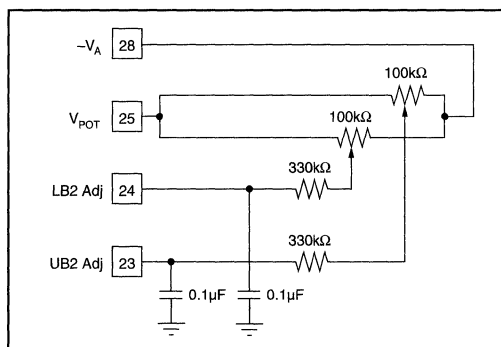 ~V_A 28
100kΩ
100kΩ
V_POT 25
330kΩ
LB2 Adj 24
330kΩ
UB2 Adj 23
0.1µF 0.1µF